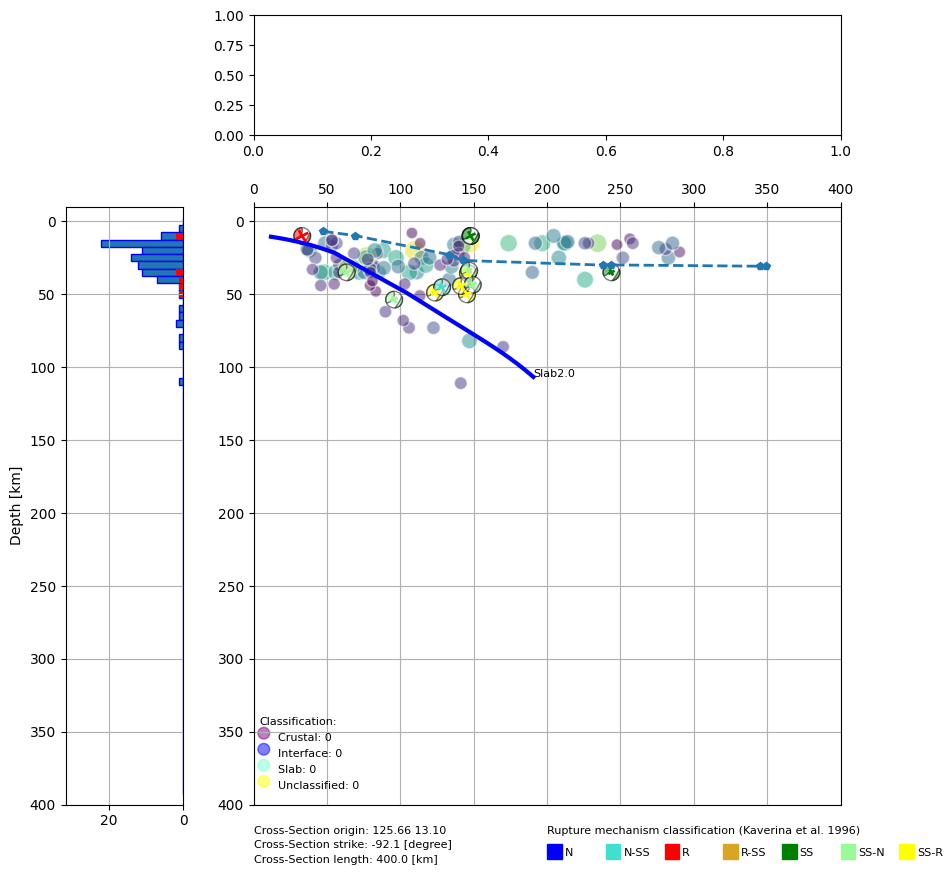 1.00
0.75
0.50
0.25
0.00
0.0 0.2 0.4 0.6 0.8 1.0
0 50 100 150 200 250 300 350 400
0 0
50 50
100 100
150 150
200 200
250 250
300 300
350 350
400 400
Depth [km]
20 0
Slab2.0
Classification:
Crustal: 0
Interface: 0
Slab: 0
Unclassified: 0
Cross-Section origin: 125.66 13.10
Cross-Section strike: -92.1 [degree]
Cross-Section length: 400.0 [km]
Rupture mechanism classification (Kaverina et al. 1996)
N N-SS R R-SS SS SS-N SS-R